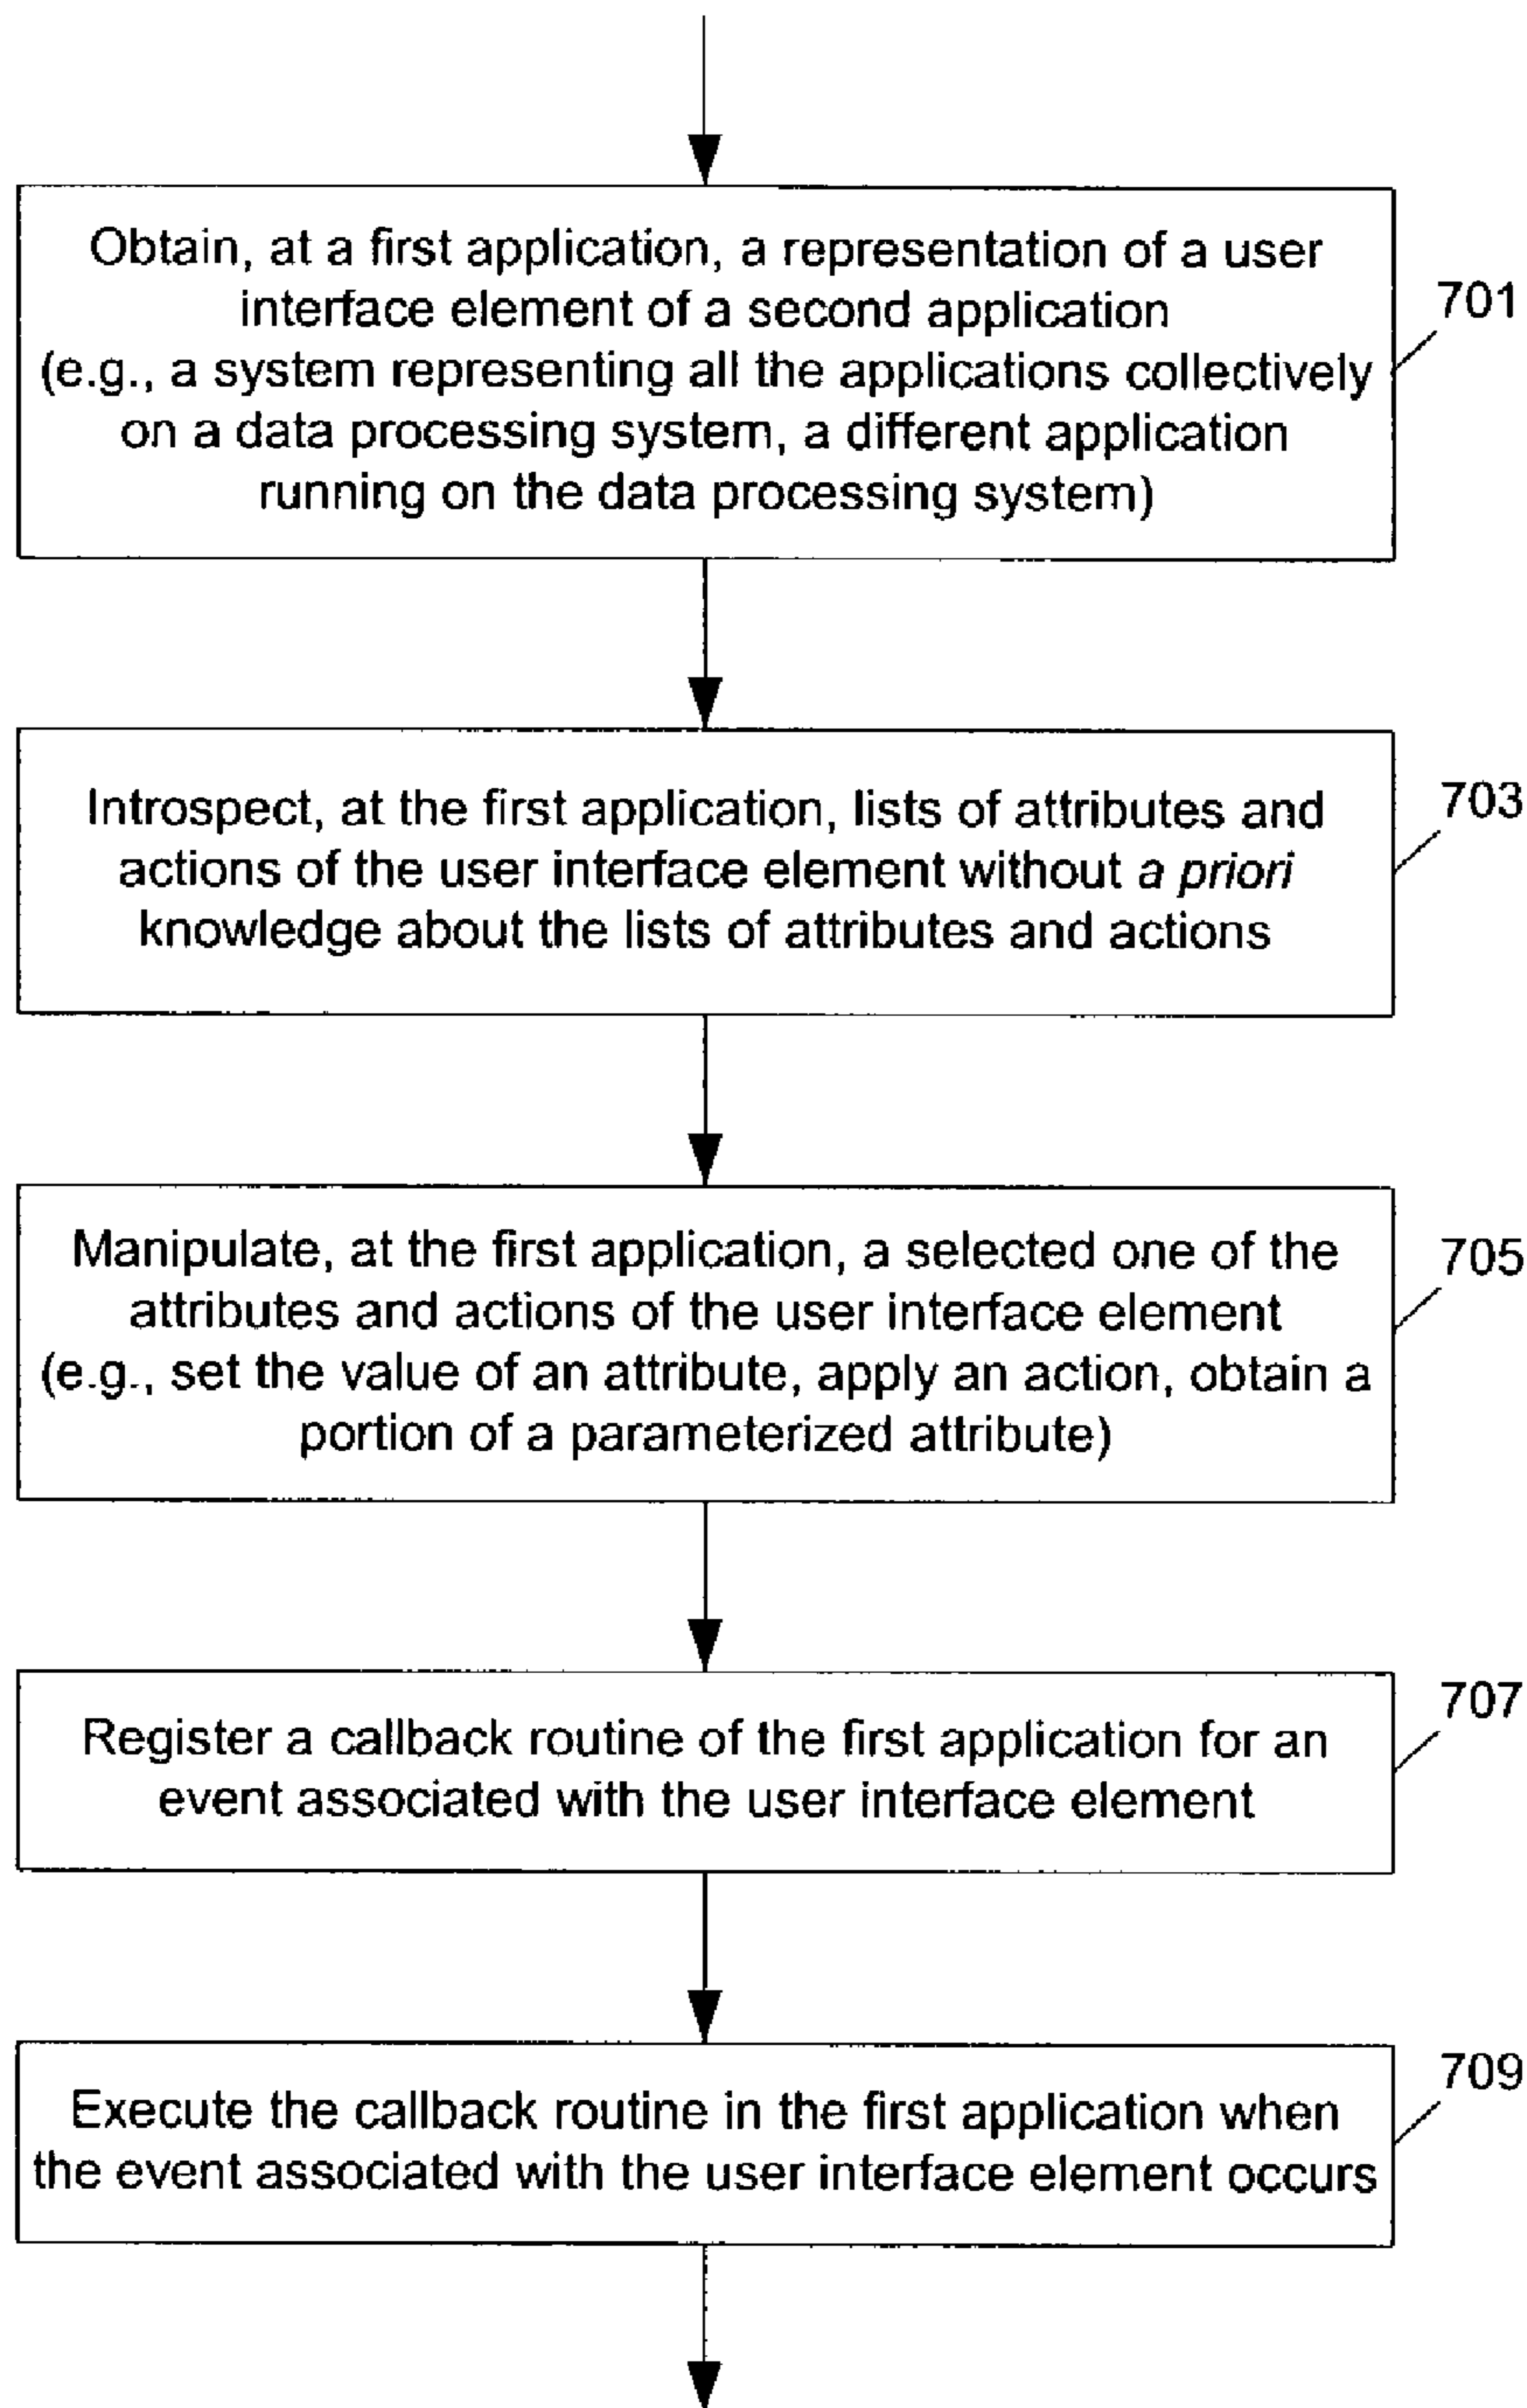 Obtain, at a first application, a representation of a user
interface element of a second application
(e.g., a system representing all the applications collectively
on a data processing system, a different application
running on the data processing system)
701
Introspect, at the first application, lists of attributes and
actions of the user interface element without a priori
knowledge about the lists of attributes and actions
703
Manipulate, at the first application, a selected one of the
attributes and actions of the user interface element
(e.g., set the value of an attribute, apply an action, obtain a
portion of a parameterized attribute)
705
Register a callback routine of the first application for an
event associated with the user interface element
707
Execute the callback routine in the first application when
the event associated with the user interface element occurs
709